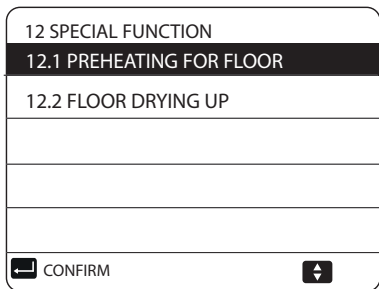 12 SPECIAL FUNCTION
12.1 PREHEATING FOR FLOOR
12.2 FLOOR DRYING UP
CONFIRM